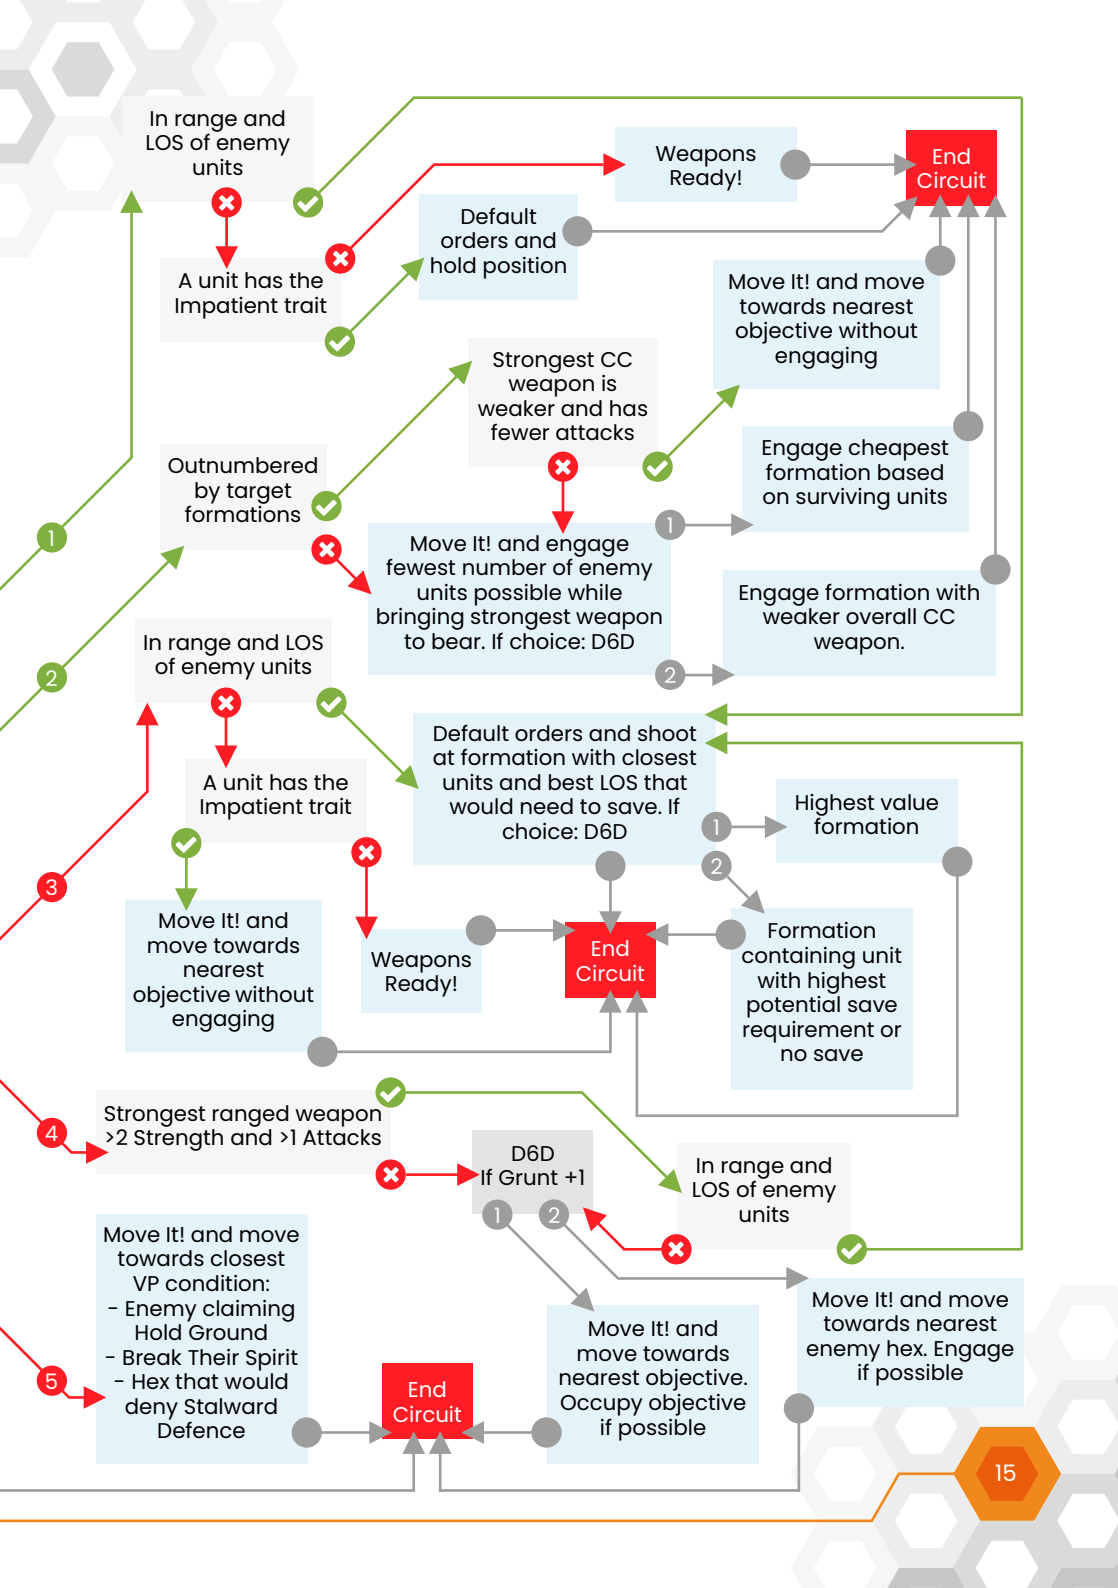 In range and
LOS of enemy
units
Weapons
Ready!
End
Circuit
Default
orders and
hold position
A unit has the
Impatient trait
Move It! and move
towards nearest
objective without
engaging
Strongest CC
weapon is
weaker and has
fewer attacks
Engage cheapest
formation based
on surviving units
Outnumbered
by target
formations
1
1
Move It! and engage
fewest number of enemy
units possible while
bringing strongest weapon
to bear. If choice: D6D
Engage formation with
weaker overall CC
weapon.
2
2
In range and LOS
of enemy units
Default orders and shoot
at formation with closest
units and best LOS that
would need to save. If
choice: D6D
A unit has the
Impatient trait
1
2
Highest value
formation
3
Move It! and
move towards
nearest
objective without
engaging
Weapons
Ready!
End
Circuit
Formation
containing unit
with highest
potential save
requirement or
no save
4
Strongest ranged weapon
>2 Strength and >1 Attacks
D6D
If Grunt +1
1
2
In range and
LOS of enemy
units
5
Move It! and move
towards closest
VP condition:
- Enemy claiming
Hold Ground
- Break Their Spirit
- Hex that would
deny Stalward
Defence
End
Circuit
Move It! and
move towards
nearest objective.
Occupy objective
if possible
Move It! and move
towards nearest
enemy hex. Engage
if possible
15